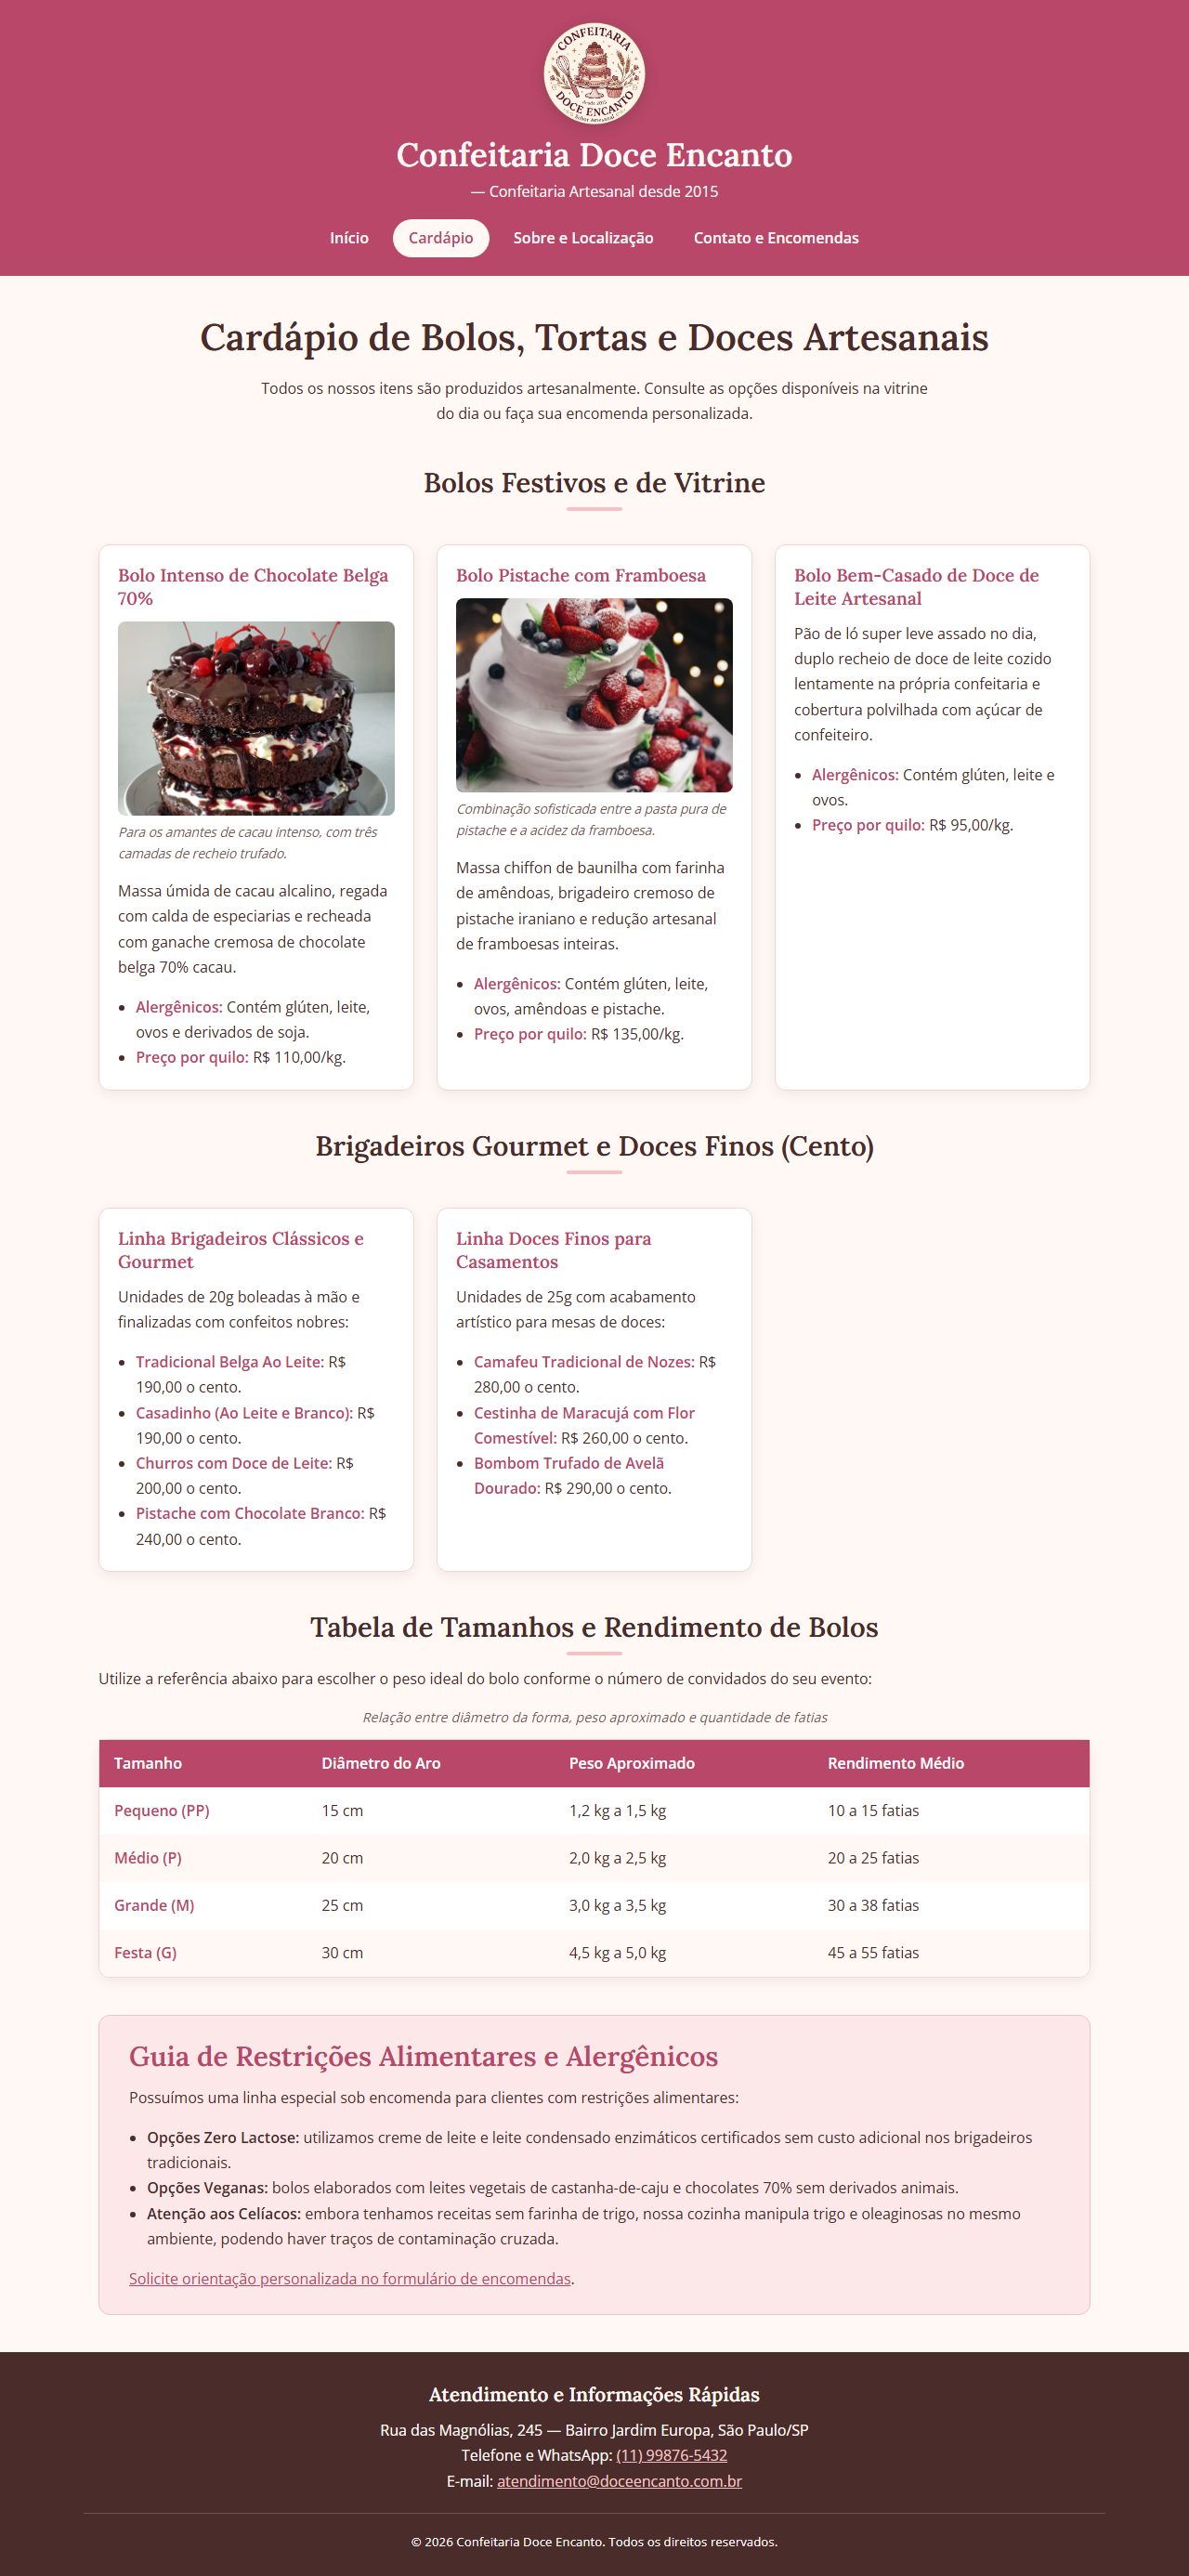 CONFEITARIA
DOCE ENCANTO
desde 2015
Sabor Artesanal
Confeitaria Doce Encanto
— Confeitaria Artesanal desde 2015
Início
Cardápio
Sobre e Localização
Contato e Encomendas
Cardápio de Bolos, Tortas e Doces Artesanais
Todos os nossos itens são produzidos artesanalmente. Consulte as opções disponíveis na vitrine
do dia ou faça sua encomenda personalizada.
Bolos Festivos e de Vitrine
Bolo Intenso de Chocolate Belga
70%
Para os amantes de cacau intenso, com três
camadas de recheio trufado.
Massa úmida de cacau alcalino, regada
com calda de especiarias e recheada
com ganache cremosa de chocolate
belga 70% cacau.
Alergênicos: Contém glúten, leite,
ovos e derivados de soja.
Preço por quilo: R$ 110,00/kg.
Bolo Pistache com Framboesa
Combinação sofisticada entre a pasta pura de
pistache e a acidez da framboesa.
Massa chiffon de baunilha com farinha
de amêndoas, brigadeiro cremoso de
pistache iraniano e redução artesanal
de framboesas inteiras.
Alergênicos: Contém glúten, leite,
ovos, amêndoas e pistache.
Preço por quilo: R$ 135,00/kg.
Bolo Bem-Casado de Doce de
Leite Artesanal
Pão de ló super leve assado no dia,
duplo recheio de doce de leite cozido
lentamente na própria confeitaria e
cobertura polvilhada com açúcar de
confeiteiro.
Alergênicos: Contém glúten, leite e
ovos.
Preço por quilo: R$ 95,00/kg.
Brigadeiros Gourmet e Doces Finos (Cento)
Linha Brigadeiros Clássicos e
Gourmet
Unidades de 20g boleadas à mão e
finalizadas com confeitos nobres:
Tradicional Belga Ao Leite: R$
190,00 o cento.
Casadinho (Ao Leite e Branco): R$
190,00 o cento.
Churros com Doce de Leite: R$
200,00 o cento.
Pistache com Chocolate Branco: R$
240,00 o cento.
Linha Doces Finos para
Casamentos
Unidades de 25g com acabamento
artístico para mesas de doces:
Camafeu Tradicional de Nozes: R$
280,00 o cento.
Cestinha de Maracujá com Flor
Comestível: R$ 260,00 o cento.
Bombom Trufado de Avelã
Dourado: R$ 290,00 o cento.
Tabela de Tamanhos e Rendimento de Bolos
Utilize a referência abaixo para escolher o peso ideal do bolo conforme o número de convidados do seu evento:
Relação entre diâmetro da forma, peso aproximado e quantidade de fatias
Tamanho Diâmetro do Aro Peso Aproximado Rendimento Médio
Pequeno (PP) 15 cm 1,2 kg a 1,5 kg 10 a 15 fatias
Médio (P) 20 cm 2,0 kg a 2,5 kg 20 a 25 fatias
Grande (M) 25 cm 3,0 kg a 3,5 kg 30 a 38 fatias
Festa (G) 30 cm 4,5 kg a 5,0 kg 45 a 55 fatias
Guia de Restrições Alimentares e Alergênicos
Possuímos uma linha especial sob encomenda para clientes com restrições alimentares:
Opções Zero Lactose: utilizamos creme de leite e leite condensado enzimáticos certificados sem custo adicional nos brigadeiros
tradicionais.
Opções Veganas: bolos elaborados com leites vegetais de castanha-de-caju e chocolates 70% sem derivados animais.
Atenção aos Celíacos: embora tenhamos receitas sem farinha de trigo, nossa cozinha manipula trigo e oleaginosas no mesmo
ambiente, podendo haver traços de contaminação cruzada.
Solicite orientação personalizada no formulário de encomendas.
Atendimento e Informações Rápidas
Rua das Magnólias, 245 — Bairro Jardim Europa, São Paulo/SP
Telefone e WhatsApp: (11) 99876-5432
E-mail: atendimento@doceencanto.com.br
© 2026 Confeitaria Doce Encanto. Todos os direitos reservados.